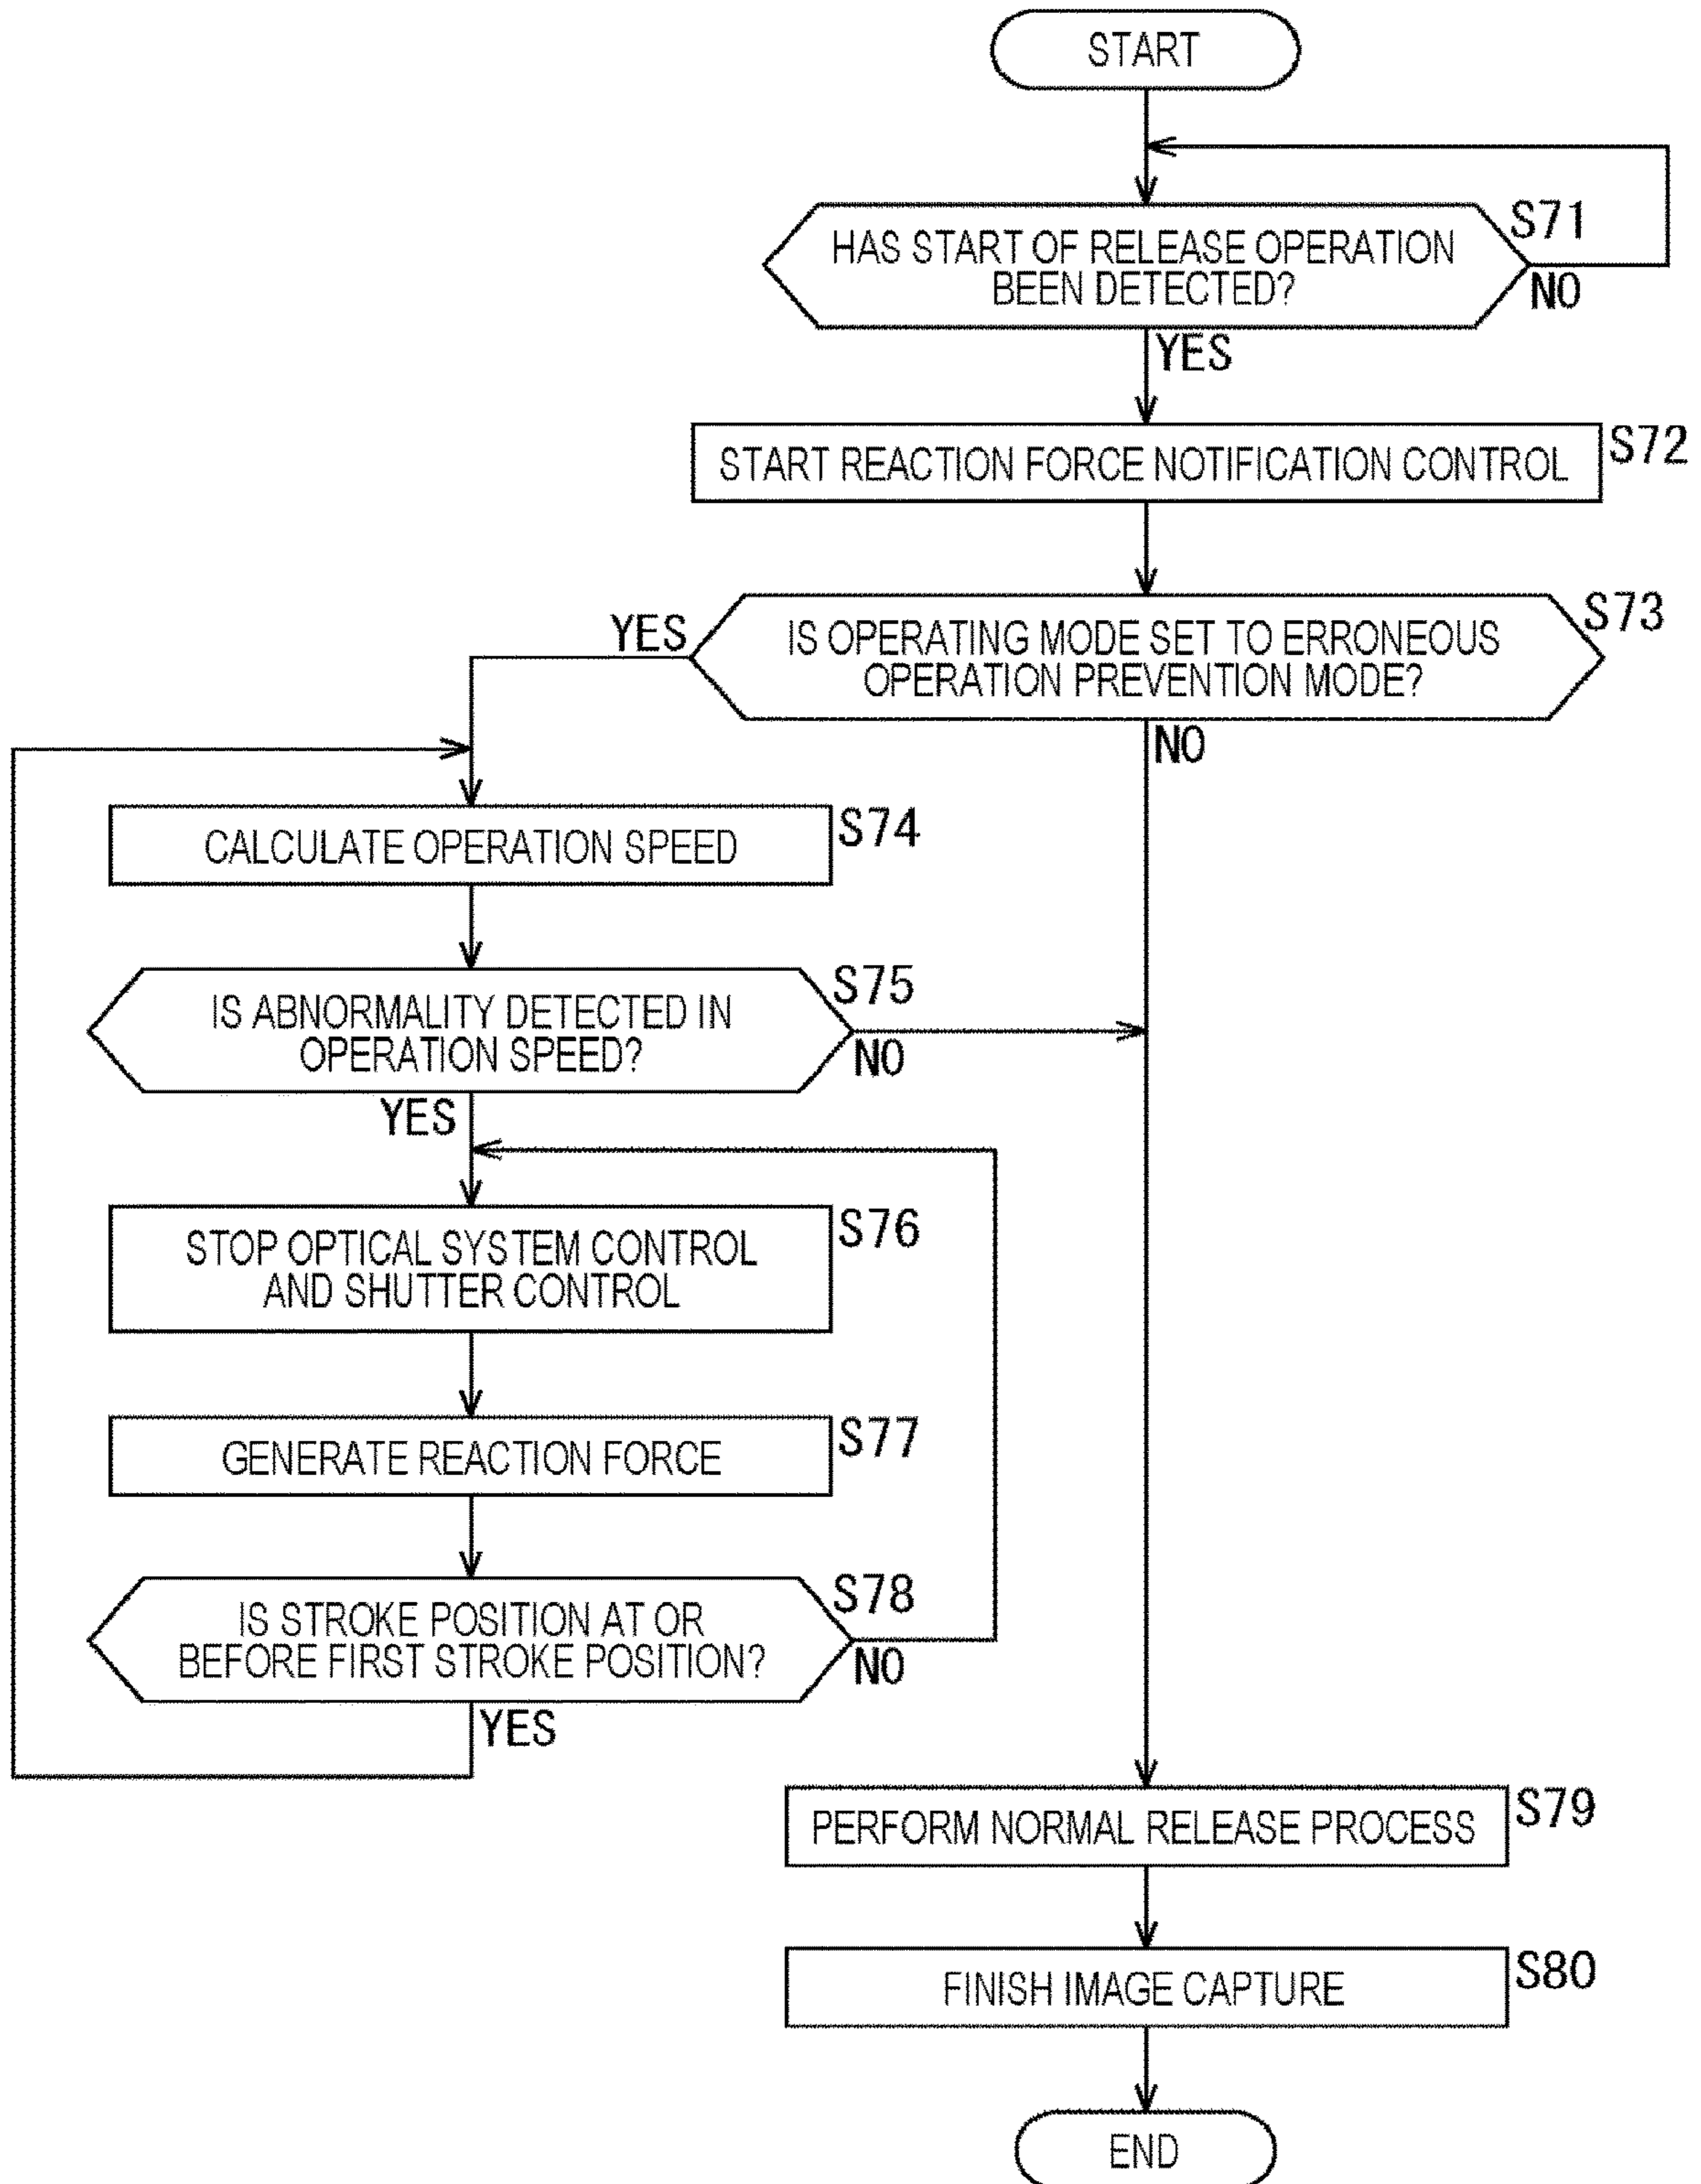 START
HAS START OF RELEASE OPERATION
BEEN DETECTED?
S71
NO
YES
START REACTION FORCE NOTIFICATION CONTROL
S72
IS OPERATING MODE SET TO ERRONEOUS
OPERATION PREVENTION MODE?
S73
YES
NO
CALCULATE OPERATION SPEED
S74
IS ABNORMALITY DETECTED IN
OPERATION SPEED?
S75
NO
YES
STOP OPTICAL SYSTEM CONTROL
AND SHUTTER CONTROL
S76
GENERATE REACTION FORCE
S77
IS STROKE POSITION AT OR
BEFORE FIRST STROKE POSITION?
S78
NO
YES
PERFORM NORMAL RELEASE PROCESS
S79
FINISH IMAGE CAPTURE
S80
END